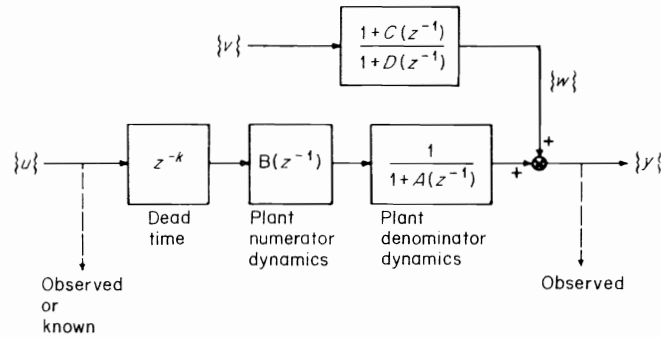 1 + C(z⁻¹)
1 + D(z⁻¹)
{v}
{w}
+
{u}
z⁻ᵏ
B(z⁻¹)
1
1 + A(z⁻¹)
+
{y}
Dead
time
Plant
numerator
dynamics
Plant
denominator
dynamics
Observed
or
known
Observed